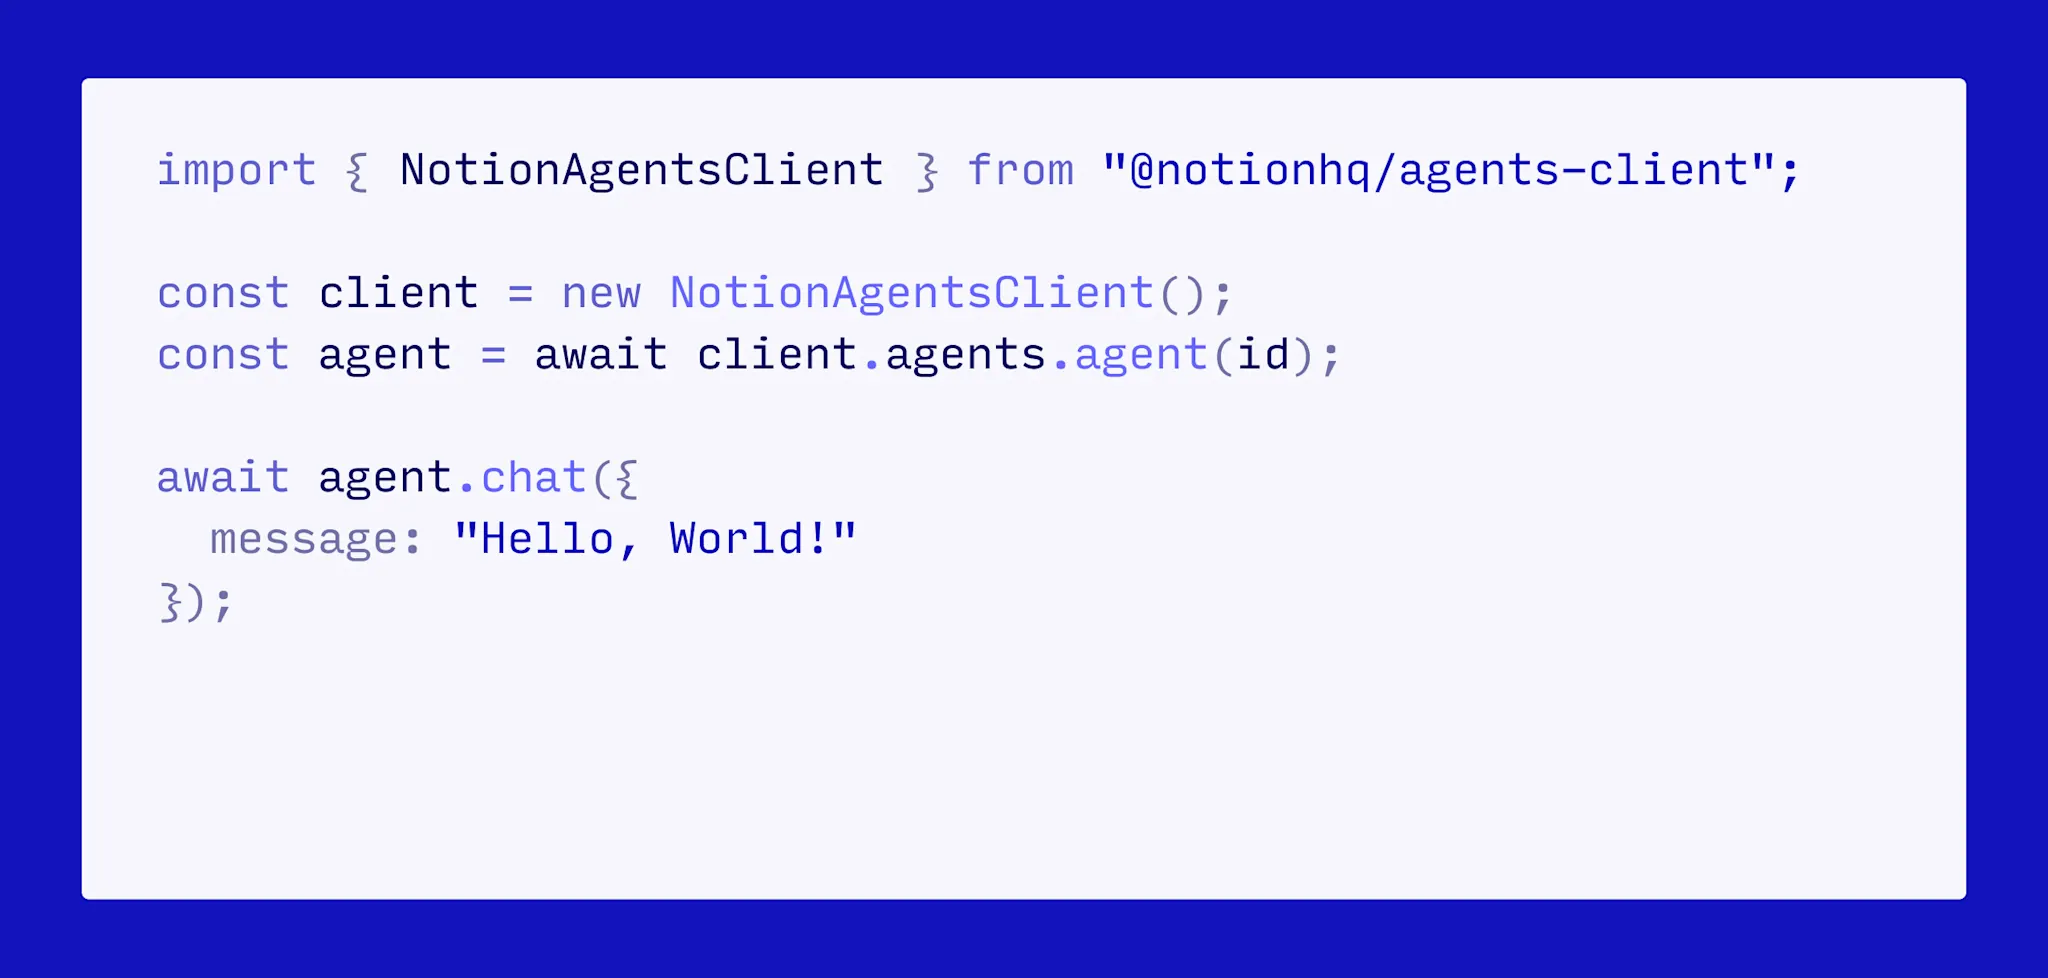 import { NotionAgentsClient } from "@notionhq/agents-client";
const client = new NotionAgentsClient();
const agent = await client.agents.agent(id);
await agent.chat({
  message: "Hello, World!"
});